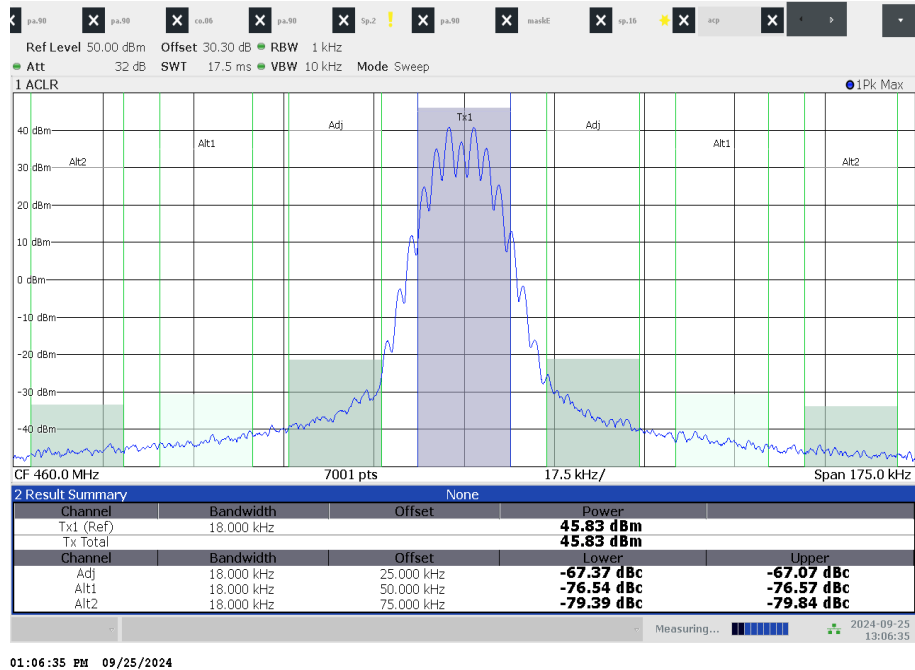 pa.90 pa.90 co.06 pa.90 Sp.2 pa.90 maskE sp.16 acp
Ref Level 50.00 dBm Offset 30.30 dB RBW 1 kHz
Att 32 dB SWT 17.5 ms VBW 10 kHz Mode Sweep
1 ACLR 1Pk Max
Tx1
Adj Adj
40 dBm
Alt1 Alt1
Alt2 Alt2
30 dBm
20 dBm
10 dBm
0 dBm
-10 dBm
-20 dBm
-30 dBm
-40 dBm
CF 460.0 MHz 7001 pts 17.5 kHz/ Span 175.0 kHz
2 Result Summary None
Channel Bandwidth Offset Power
Tx1 (Ref) 18.000 kHz 45.83 dBm
Tx Total 45.83 dBm
Channel Bandwidth Offset Lower Upper
Adj 18.000 kHz 25.000 kHz -67.37 dBc -67.07 dBc
Alt1 18.000 kHz 50.000 kHz -76.54 dBc -76.57 dBc
Alt2 18.000 kHz 75.000 kHz -79.39 dBc -79.84 dBc
Measuring... 2024-09-25
13:06:35
01:06:35 PM 09/25/2024